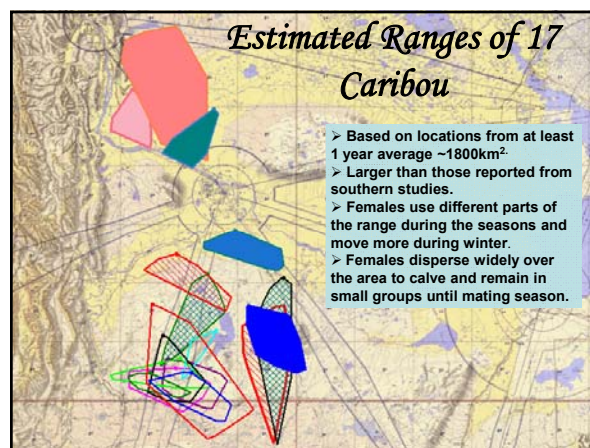 Estimated Ranges of 17
Caribou
➢ Based on locations from at least
1 year average ~1800km².
➢ Larger than those reported from
southern studies.
➢ Females use different parts of
the range during the seasons and
move more during winter.
➢ Females disperse widely over
the area to calve and remain in
small groups until mating season.